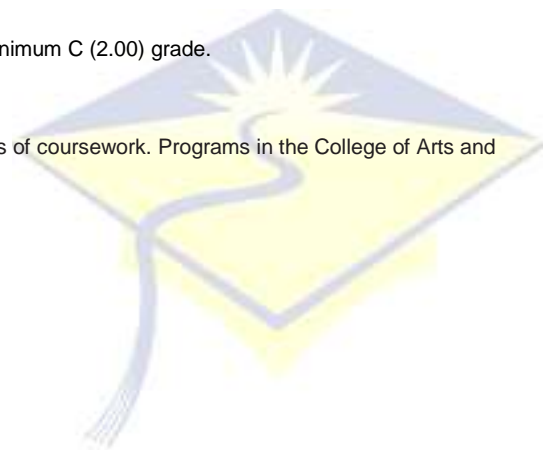 nimum C (2.00) grade.
s of coursework. Programs in the College of Arts and